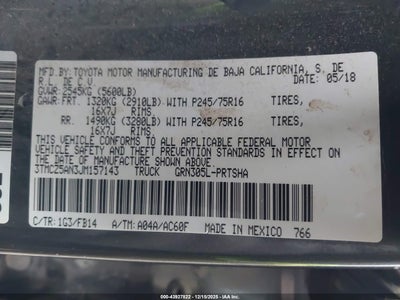 MFD.BY:TOYOTA MOTOR MANUFACTURING DE BAJA CALIFORNIA, S. DE
R. L. DE C.V. DATE: 05/18
GVWR:2545KG (5600LB)
GAWR:FRT. 1320KG (2910LB) WITH P245/75R16 TIRES,
16X7J RIMS
RR. 1490KG (3280LB) WITH P245/75R16 TIRES,
16X7J RIMS
THIS VEHICLE CONFORMS TO ALL APPLICABLE FEDERAL MOTOR
VEHICLE SAFETY AND THEFT PREVENTION STANDARDS IN EFFECT
ON THE DATE OF MANUFACTURE SHOWN ABOVE.
3TMCZ5AN3JM157143 TRUCK GRN305L-PRTSHA
C/TR:1G3/FB14 A/TM:A04A/AC60F MADE IN MEXICO 766
© IAA, Inc.
# 43927822 — 12/15/2025 — IAA Inc.